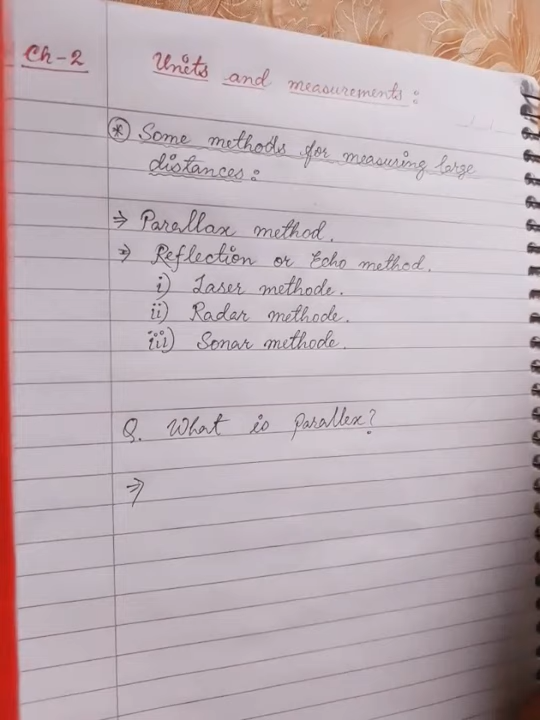 Ch-2
Units and measurements :
* Some methods for measuring large
distances :
⇒ Parallax method.
⇒ Reflection or Echo method.
i) Laser methode.
ii) Radar methode.
iii) Sonar methode.
Q. What is parallex?
⇒